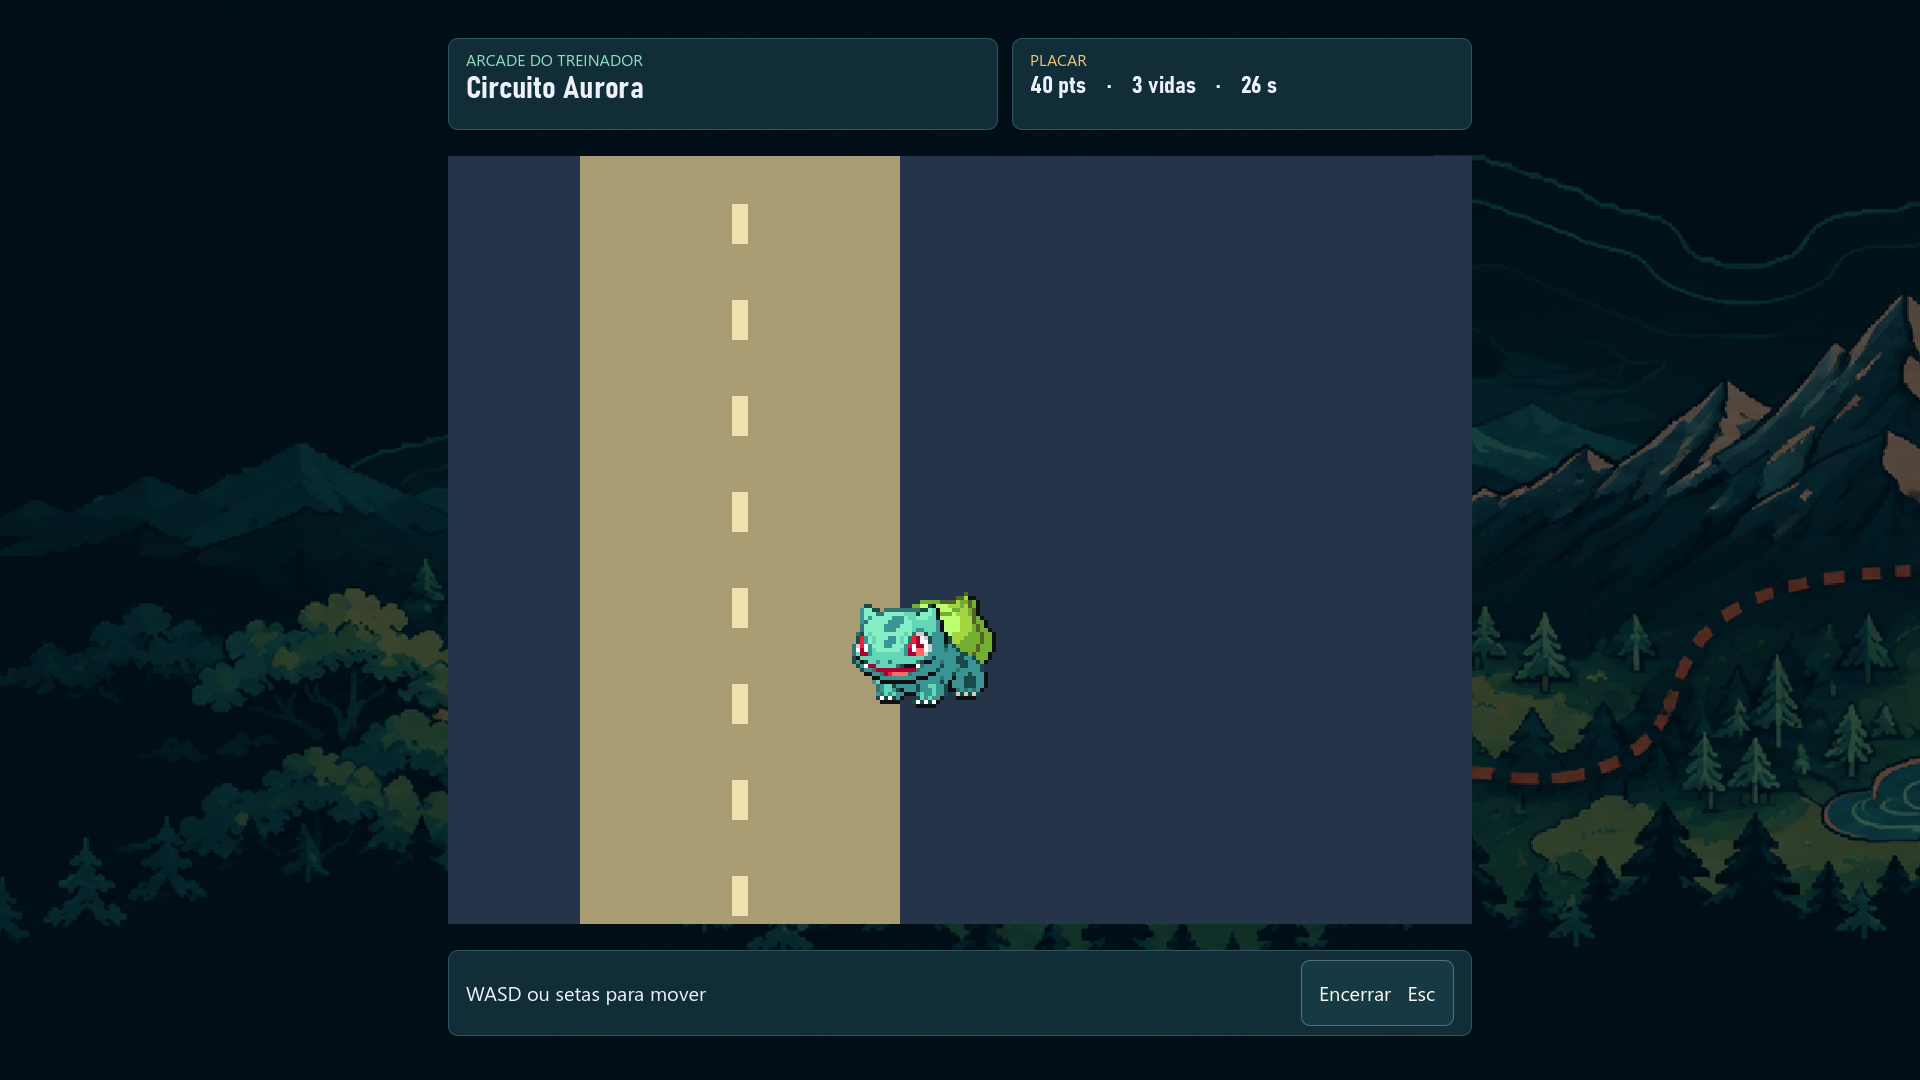 ARCADE DO TREINADOR
Circuito Aurora
PLACAR
40 pts · 3 vidas · 26 s
WASD ou setas para mover
Encerrar Esc